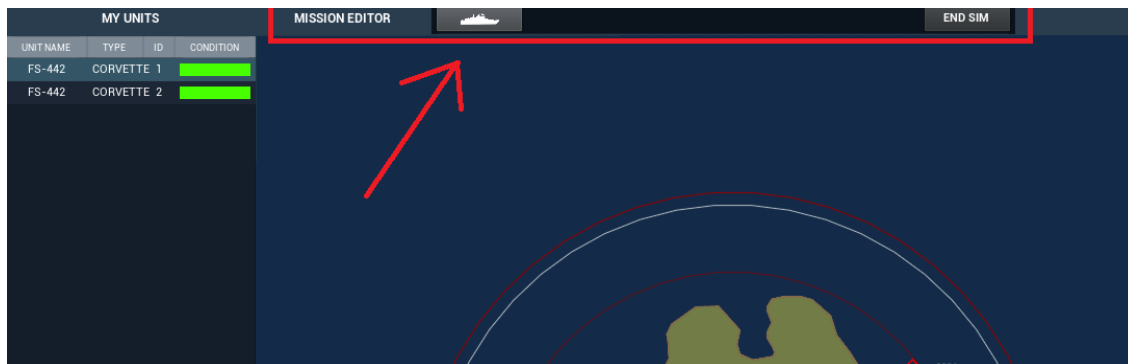 MY UNITS
MISSION EDITOR
END SIM
UNIT NAME TYPE ID CONDITION
FS-442 CORVETTE 1
FS-442 CORVETTE 2